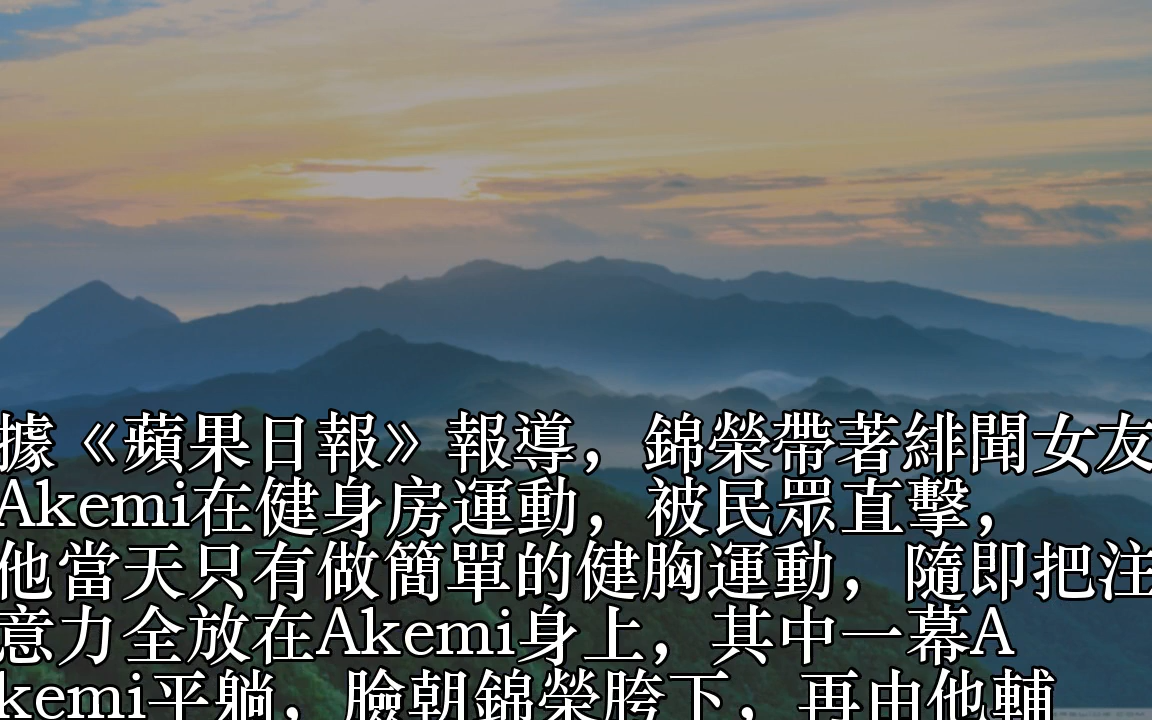 據《蘋果日報》報導，錦榮帶著緋聞女友
Akemi在健身房運動，被民眾直擊，
他當天只有做簡單的健胸運動，隨即把注
意力全放在Akemi身上，其中一幕A
kemi平躺，臉朝錦榮胯下，再由他輔